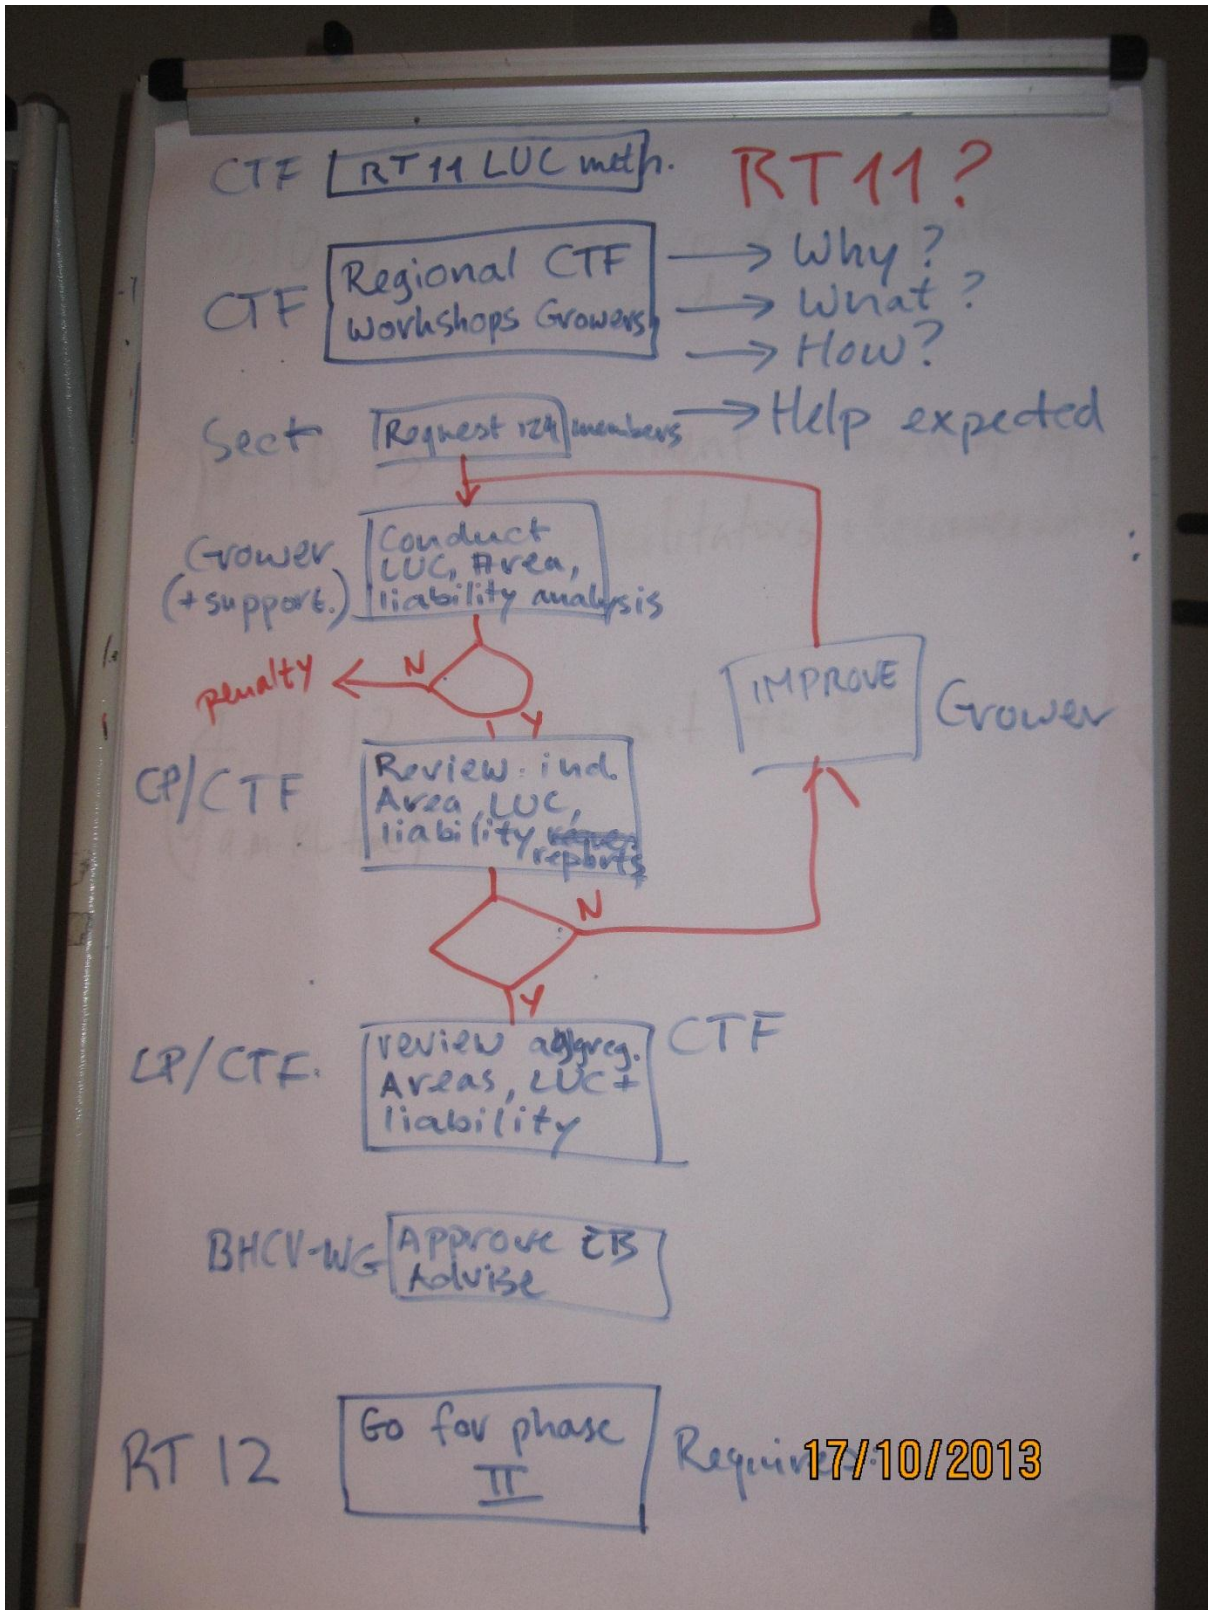 CTF RT 11 LUC meth. RT11?
CTF Regional CTF
Workshops Growers
→ Why?
→ What?
→ How?
Sect Request 124 members → Help expected
Grower
(+ support.)
Conduct
LUC, Area,
liability analysis
N
penalty
Y
IMPROVE
Grower
CP/CTF
Review ind.
Area, LUC,
liability
reports
N
Y
CP/CTF.
review aggreg.
Areas, LUC +
liability
CTF
BHCV-WG
Approve EB
Advise
RT 12
Go for phase
II
17/10/2013